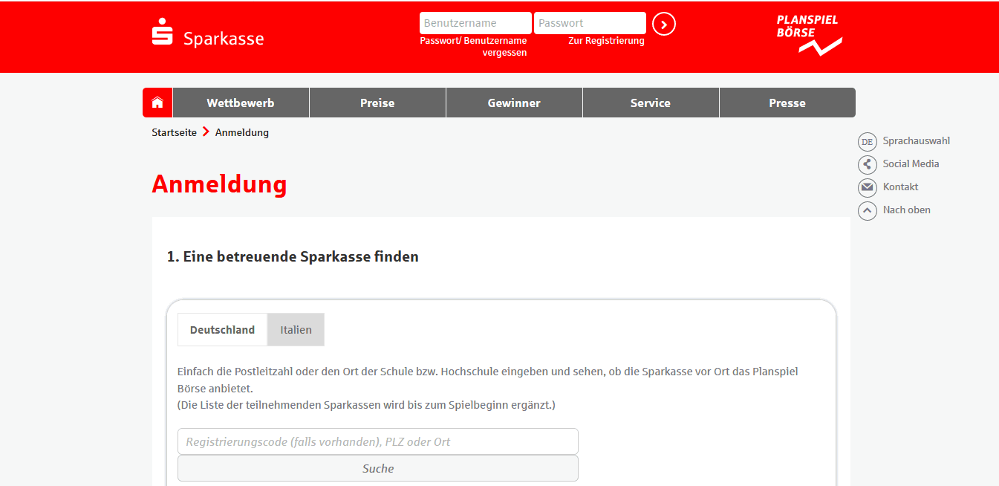 Sparkasse
Benutzername
Passwort
Passwort/ Benutzername
vergessen
Zur Registrierung
PLANSPIEL
BÖRSE
Wettbewerb
Preise
Gewinner
Service
Presse
Startseite
Anmeldung
DE Sprachauswahl
Social Media
Kontakt
Nach oben
Anmeldung
1. Eine betreuende Sparkasse finden
Deutschland
Italien
Einfach die Postleitzahl oder den Ort der Schule bzw. Hochschule eingeben und sehen, ob die Sparkasse vor Ort das Planspiel
Börse anbietet.
(Die Liste der teilnehmenden Sparkassen wird bis zum Spielbeginn ergänzt.)
Registrierungscode (falls vorhanden), PLZ oder Ort
Suche